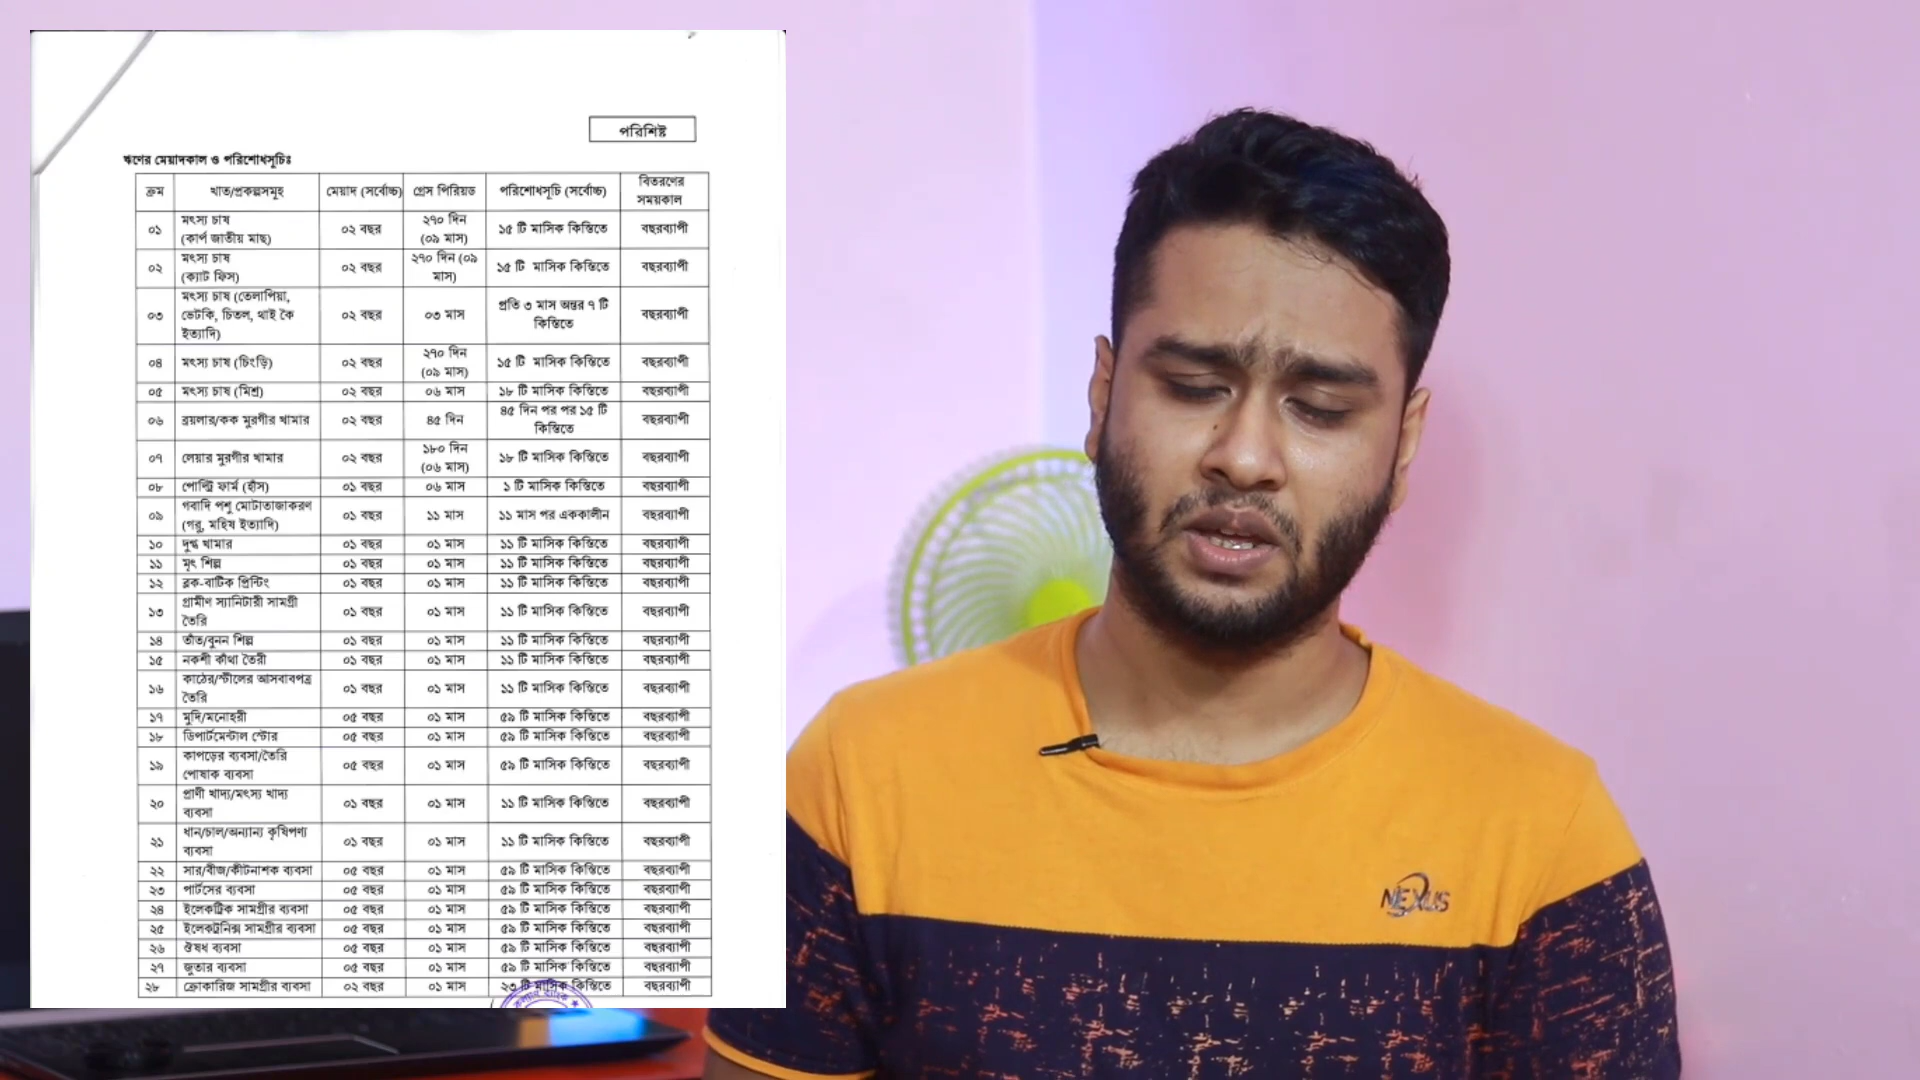 পরিশিষ্ট
ঋণের মেয়াদকাল ও পরিশোধসূচিঃ
ক্রম খাত/প্রকল্পসমূহ মেয়াদ (সর্বোচ্চ) গ্রেস পিরিয়ড পরিশোধসূচি (সর্বোচ্চ) বিতরণের সময়কাল
০১ মৎস্য চাষ (কার্প জাতীয় মাছ) ০২ বছর ২৭০ দিন (০৯ মাস) ১৫ টি মাসিক কিস্তিতে বছরব্যাপী
০২ মৎস্য চাষ (ক্যাট ফিস) ০২ বছর ২৭০ দিন (০৯ মাস) ১৫ টি মাসিক কিস্তিতে বছরব্যাপী
০৩ মৎস্য চাষ (তেলাপিয়া, ভেটকি, চিতল, থাই কৈ ইত্যাদি) ০২ বছর ০৩ মাস প্রতি ৩ মাস অন্তর ৭ টি কিস্তিতে বছরব্যাপী
০৪ মৎস্য চাষ (চিংড়ি) ০২ বছর ২৭০ দিন (০৯ মাস) ১৫ টি মাসিক কিস্তিতে বছরব্যাপী
০৫ মৎস্য চাষ (মিশ্র) ০২ বছর ০৬ মাস ১৮ টি মাসিক কিস্তিতে বছরব্যাপী
০৬ ব্রয়লার/কক মুরগীর খামার ০২ বছর ৪৫ দিন ৪৫ দিন পর পর ১৫ টি কিস্তিতে বছরব্যাপী
০৭ লেয়ার মুরগীর খামার ০২ বছর ১৮০ দিন (০৬ মাস) ১৮ টি মাসিক কিস্তিতে বছরব্যাপী
০৮ পোল্ট্রি ফার্ম (হাঁস) ০১ বছর ০৬ মাস ১ টি মাসিক কিস্তিতে বছরব্যাপী
০৯ গবাদি পশু মোটাতাজাকরণ (গরু, মহিষ ইত্যাদি) ০১ বছর ১১ মাস ১১ মাস পর এককালীন বছরব্যাপী
১০ দুগ্ধ খামার ০১ বছর ০১ মাস ১১ টি মাসিক কিস্তিতে বছরব্যাপী
১১ মৃৎ শিল্প ০১ বছর ০১ মাস ১১ টি মাসিক কিস্তিতে বছরব্যাপী
১২ ব্লক-বাটিক প্রিন্টিং ০১ বছর ০১ মাস ১১ টি মাসিক কিস্তিতে বছরব্যাপী
১৩ গ্রামীণ স্যানিটারী সামগ্রী তৈরি ০১ বছর ০১ মাস ১১ টি মাসিক কিস্তিতে বছরব্যাপী
১৪ তাঁত/বুনন শিল্প ০১ বছর ০১ মাস ১১ টি মাসিক কিস্তিতে বছরব্যাপী
১৫ নকশী কাঁথা তৈরী ০১ বছর ০১ মাস ১১ টি মাসিক কিস্তিতে বছরব্যাপী
১৬ কাঠের/স্টীলের আসবাবপত্র তৈরি ০১ বছর ০১ মাস ১১ টি মাসিক কিস্তিতে বছরব্যাপী
১৭ মুদি/মনোহরী ০৫ বছর ০১ মাস ৫৯ টি মাসিক কিস্তিতে বছরব্যাপী
১৮ ডিপার্টমেন্টাল স্টোর ০৫ বছর ০১ মাস ৫৯ টি মাসিক কিস্তিতে বছরব্যাপী
১৯ কাপড়ের ব্যবসা/তৈরি পোষাক ব্যবসা ০৫ বছর ০১ মাস ৫৯ টি মাসিক কিস্তিতে বছরব্যাপী
২০ প্রাণী খাদ্য/মৎস্য খাদ্য ব্যবসা ০১ বছর ০১ মাস ১১ টি মাসিক কিস্তিতে বছরব্যাপী
২১ ধান/চাল/অন্যান্য কৃষিপণ্য ব্যবসা ০১ বছর ০১ মাস ১১ টি মাসিক কিস্তিতে বছরব্যাপী
২২ সার/বীজ/কীটনাশক ব্যবসা ০৫ বছর ০১ মাস ৫৯ টি মাসিক কিস্তিতে বছরব্যাপী
২৩ পার্টসের ব্যবসা ০৫ বছর ০১ মাস ৫৯ টি মাসিক কিস্তিতে বছরব্যাপী
২৪ ইলেকট্রিক সামগ্রীর ব্যবসা ০৫ বছর ০১ মাস ৫৯ টি মাসিক কিস্তিতে বছরব্যাপী
২৫ ইলেকট্রনিক্স সামগ্রীর ব্যবসা ০৫ বছর ০১ মাস ৫৯ টি মাসিক কিস্তিতে বছরব্যাপী
২৬ ঔষধ ব্যবসা ০৫ বছর ০১ মাস ৫৯ টি মাসিক কিস্তিতে বছরব্যাপী
২৭ জুতার ব্যবসা ০৫ বছর ০১ মাস ৫৯ টি মাসিক কিস্তিতে বছরব্যাপী
২৮ ক্রোকারিজ সামগ্রীর ব্যবসা ০২ বছর ০১ মাস ২৩ টি মাসিক কিস্তিতে বছরব্যাপী
NEXUS